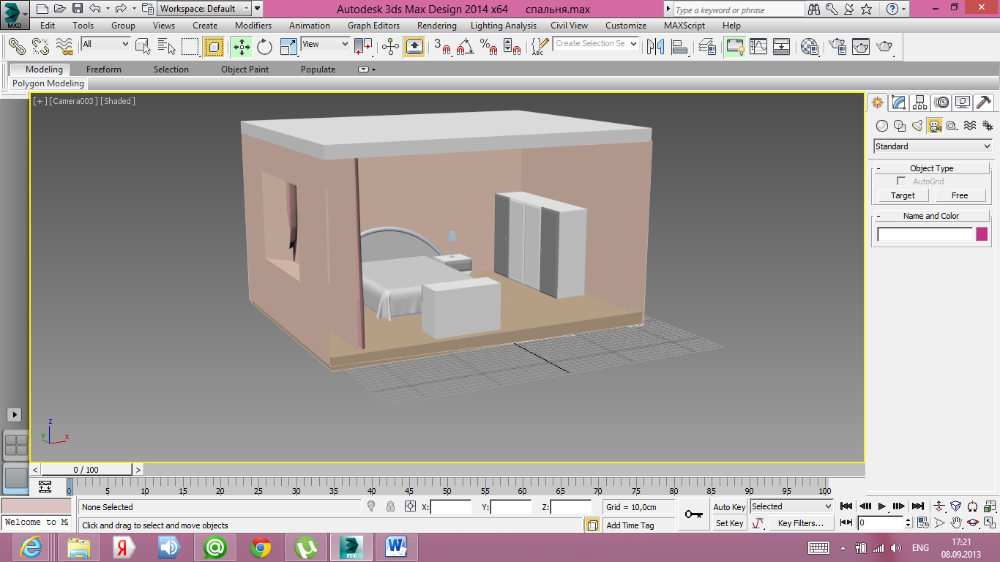 Workspace: Default
Autodesk 3ds Max Design 2014 x64 спальня.max
Type a keyword or phrase
MXD
Edit Tools Group Views Create Modifiers Animation Graph Editors Rendering Lighting Analysis Civil View Customize MAXScript Help
All View 3 ABC Create Selection Se
Modeling Freeform Selection Object Paint Populate
Polygon Modeling
[+] [Camera003] [Shaded]
Standard
- Object Type
AutoGrid
Target Free
- Name and Color
z
y x
< 0 / 100 >
0 5 10 15 20 25 30 35 40 45 50 55 60 65 70 75 80 85 90 95 100
None Selected X: Y: Z: Grid = 10,0cm Auto Key Selected
Welcome to MA
Click and drag to select and move objects Add Time Tag Set Key Key Filters... 0
MXD
ENG
17:21
08.09.2013